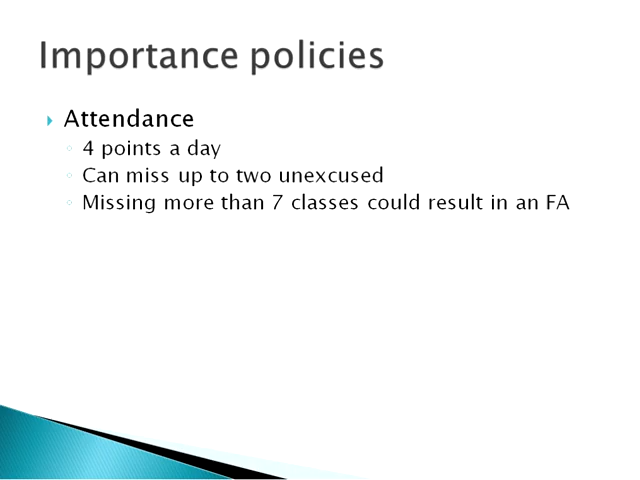 Importance policies
Attendance
4 points a day
Can miss up to two unexcused
Missing more than 7 classes could result in an FA